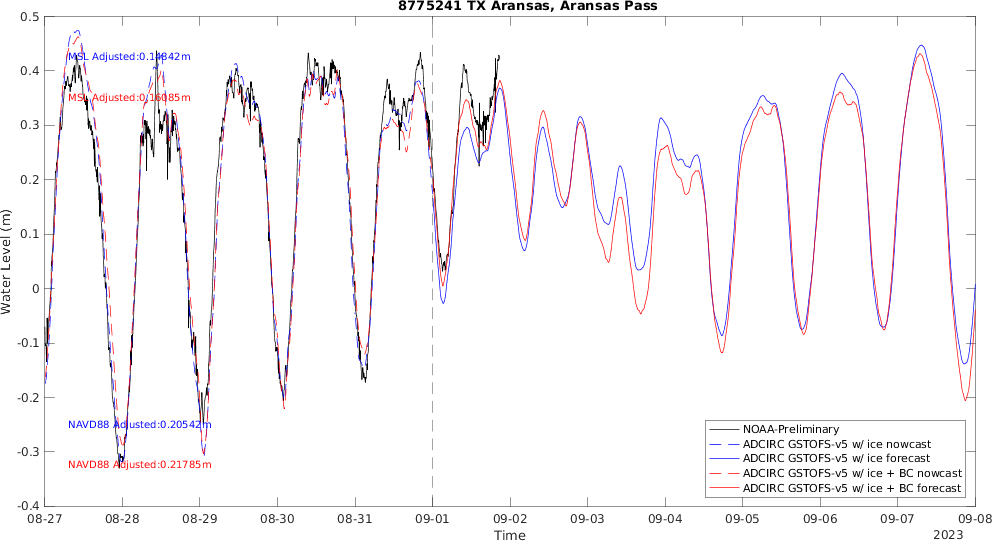 8775241 TX Aransas, Aransas Pass
0.5
0.4
0.3
0.2
0.1
0
-0.1
-0.2
-0.3
-0.4
Water Level (m)
MSL Adjusted:0.14842m
MSL Adjusted:0.16085m
NAVD88 Adjusted:0.20542m
NAVD88 Adjusted:0.21785m
NOAA-Preliminary
ADCIRC GSTOFS-v5 w/ ice nowcast
ADCIRC GSTOFS-v5 w/ ice forecast
ADCIRC GSTOFS-v5 w/ ice + BC nowcast
ADCIRC GSTOFS-v5 w/ ice + BC forecast
08-27 08-28 08-29 08-30 08-31 09-01 09-02 09-03 09-04 09-05 09-06 09-07 09-08
Time
2023